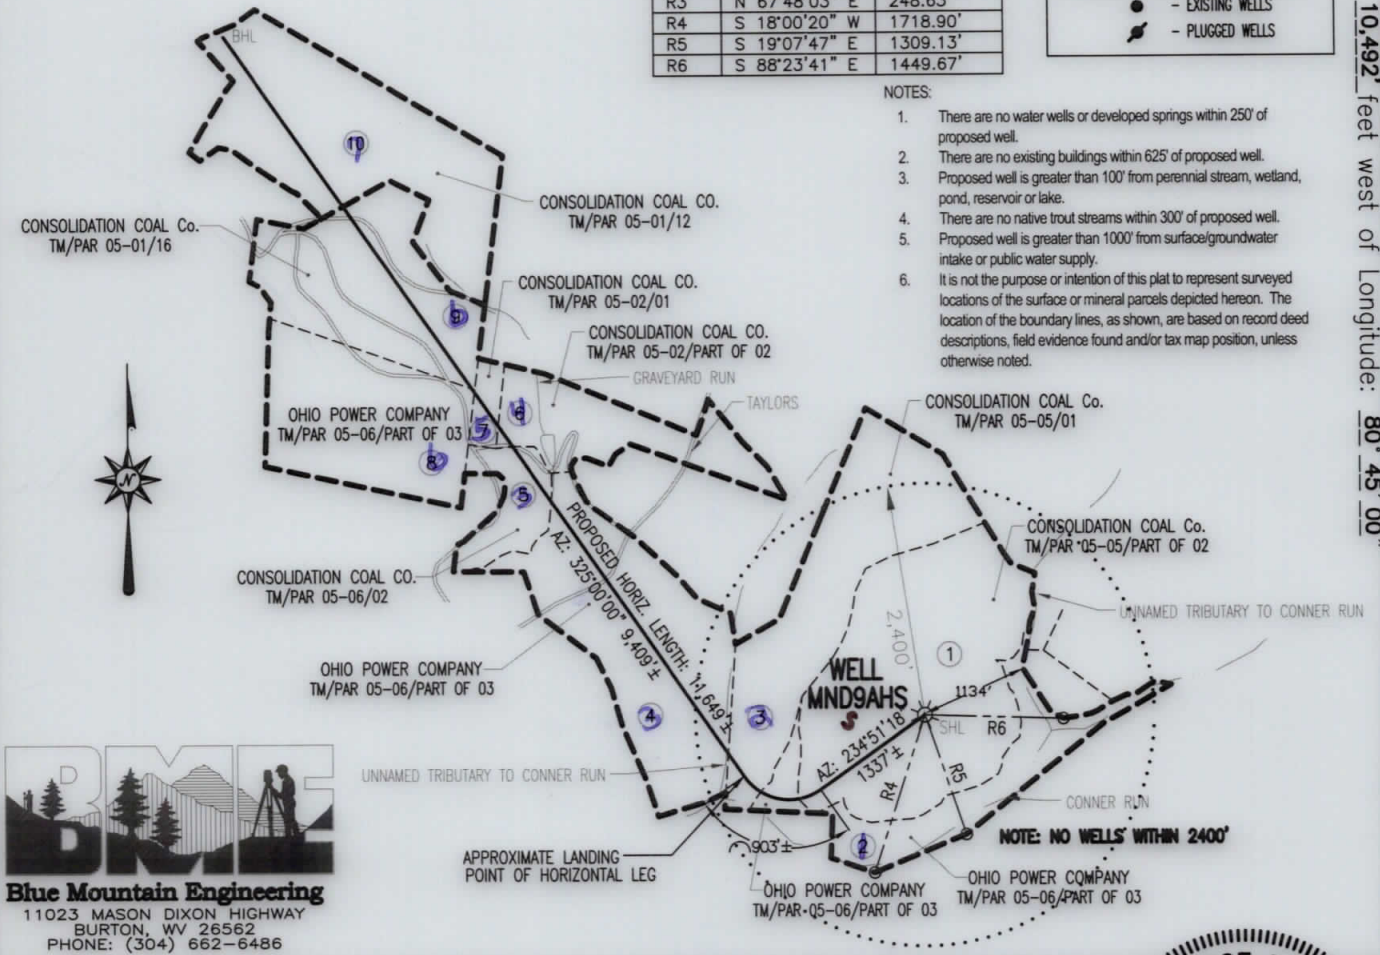 R3 N 67°48'03" E 248.63'
R4 S 18°00'20" W 1718.90'
R5 S 19°07'47" E 1309.13'
R6 S 88°23'41" E 1449.67'
- EXISTING WELLS
- PLUGGED WELLS
10,492' feet west of Longitude: 80° 45' 00"
NOTES:
1. There are no water wells or developed springs within 250' of
proposed well.
2. There are no existing buildings within 625' of proposed well.
3. Proposed well is greater than 100' from perennial stream, wetland,
pond, reservoir or lake.
4. There are no native trout streams within 300' of proposed well.
5. Proposed well is greater than 1000' from surface/groundwater
intake or public water supply.
6. It is not the purpose or intention of this plat to represent surveyed
locations of the surface or mineral parcels depicted hereon. The
location of the boundary lines, as shown, are based on record deed
descriptions, field evidence found and/or tax map position, unless
otherwise noted.
BHL
10
CONSOLIDATION COAL CO.
TM/PAR 05-01/12
CONSOLIDATION COAL Co.
TM/PAR 05-01/16
CONSOLIDATION COAL CO.
TM/PAR 05-02/01
9
CONSOLIDATION COAL CO.
TM/PAR 05-02/PART OF 02
GRAVEYARD RUN
TAYLORS
OHIO POWER COMPANY
TM/PAR 05-06/PART OF 03
7
6
8
5
CONSOLIDATION COAL Co.
TM/PAR 05-05/01
N
CONSOLIDATION COAL Co.
TM/PAR 05-05/PART OF 02
CONSOLIDATION COAL CO.
TM/PAR 05-06/02
PROPOSED HORIZ. LENGTH: 11,649'±
AZ: 325°00'00" 9,409'±
UNNAMED TRIBUTARY TO CONNER RUN
2,400'
1
OHIO POWER COMPANY
TM/PAR 05-06/PART OF 03
WELL
MND9AHS
S
1134'
4
3
SHL
R6
AZ: 234°51'18"
1337'±
R4
R5
UNNAMED TRIBUTARY TO CONNER RUN
CONNER RUN
NOTE: NO WELLS WITHIN 2400'
903'±
2
APPROXIMATE LANDING
POINT OF HORIZONTAL LEG
OHIO POWER COMPANY
TM/PAR 05-06/PART OF 03
OHIO POWER COMPANY
TM/PAR 05-06/PART OF 03
BME
Blue Mountain Engineering
11023 MASON DIXON HIGHWAY
BURTON, WV 26562
PHONE: (304) 662-6486